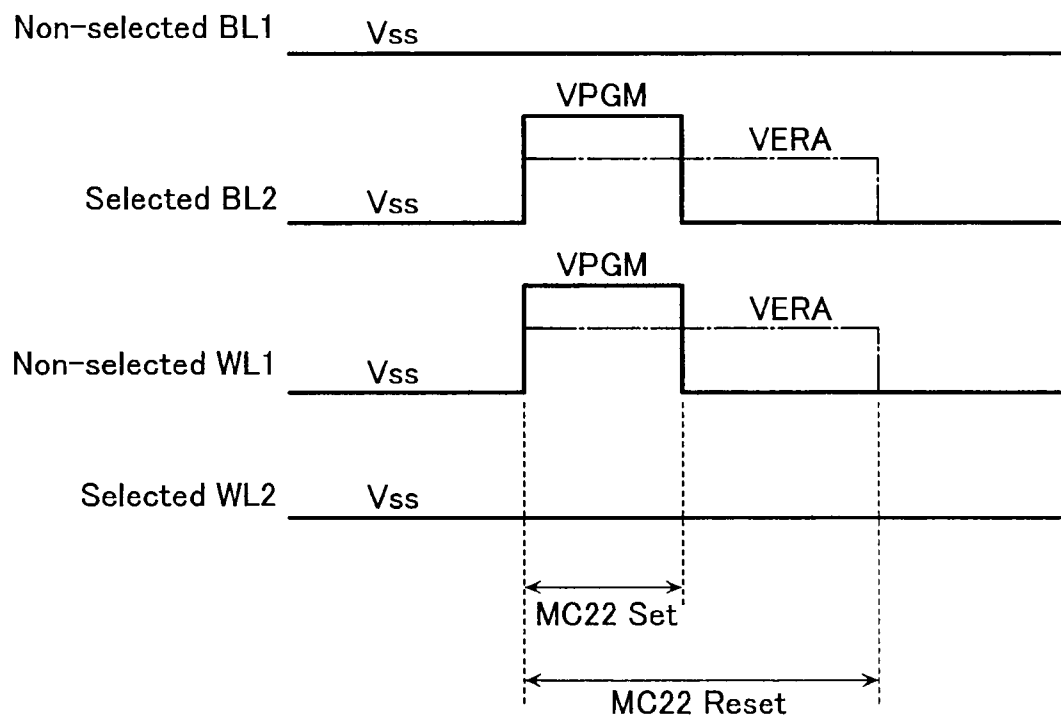 Non-selected BL1
Vss
VPGM
VERA
Selected BL2
Vss
VPGM
VERA
Non-selected WL1
Vss
Selected WL2
Vss
MC22 Set
MC22 Reset